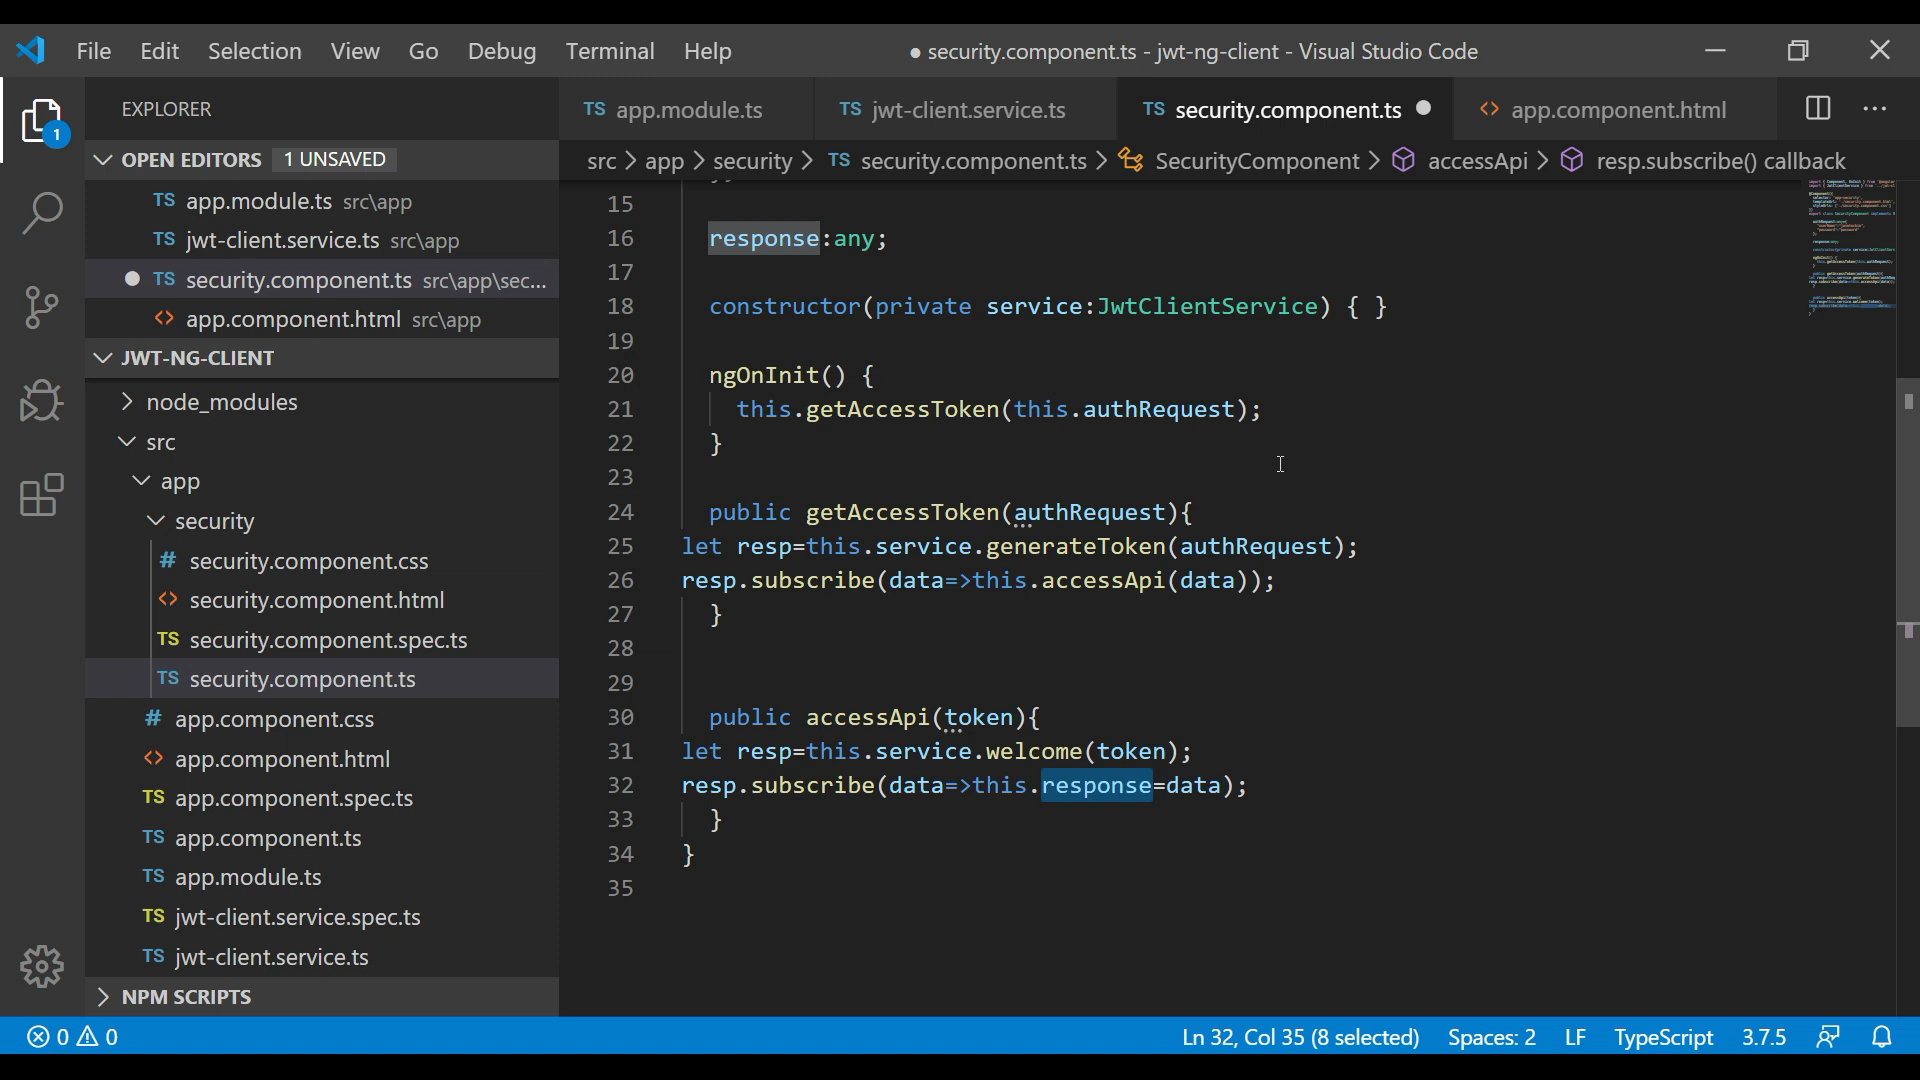 File Edit Selection View Go Debug Terminal Help
● security.component.ts - jwt-ng-client - Visual Studio Code
EXPLORER
1
OPEN EDITORS 1 UNSAVED
TS app.module.ts src\app
TS jwt-client.service.ts src\app
TS security.component.ts src\app\sec...
<> app.component.html src\app
JWT-NG-CLIENT
node_modules
src
app
security
# security.component.css
<> security.component.html
TS security.component.spec.ts
TS security.component.ts
# app.component.css
<> app.component.html
TS app.component.spec.ts
TS app.component.ts
TS app.module.ts
TS jwt-client.service.spec.ts
TS jwt-client.service.ts
NPM SCRIPTS
TS app.module.ts TS jwt-client.service.ts TS security.component.ts <> app.component.html
src > app > security > TS security.component.ts > SecurityComponent > accessApi > resp.subscribe() callback
15
16 response:any;
17
18 constructor(private service:JwtClientService) { }
19
20 ngOnInit() {
21 this.getAccessToken(this.authRequest);
22 }
23
24 public getAccessToken(authRequest){
25 let resp=this.service.generateToken(authRequest);
26 resp.subscribe(data=>this.accessApi(data));
27 }
28
29
30 public accessApi(token){
31 let resp=this.service.welcome(token);
32 resp.subscribe(data=>this.response=data);
33 }
34 }
35
0 0 Ln 32, Col 35 (8 selected) Spaces: 2 LF TypeScript 3.7.5